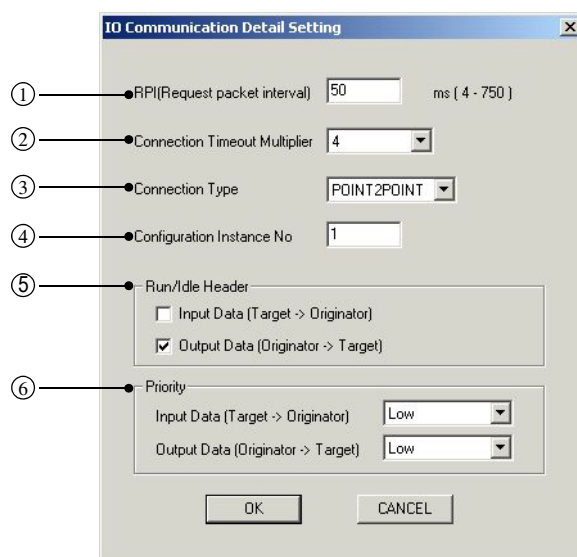 IO Communication Detail Setting
① RPI(Request packet interval) 50 ms ( 4 - 750 )
② Connection Timeout Multiplier 4
③ Connection Type POINT2POINT
④ Configuration Instance No 1
⑤ Run/Idle Header
Input Data (Target -> Originator)
Output Data (Originator -> Target)
⑥ Priority
Input Data (Target -> Originator) Low
Output Data (Originator -> Target) Low
OK CANCEL